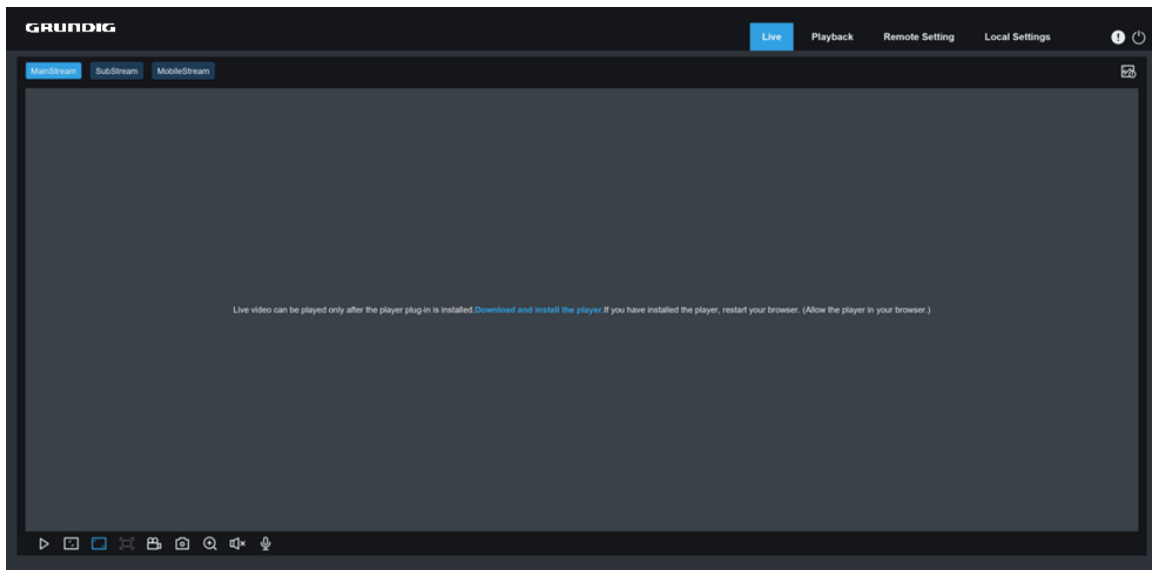 GRUNDIG
Live Playback Remote Setting Local Settings
MainStream SubStream MobileStream
Live video can be played only after the player plug-in is installed.Download and install the player.If you have installed the player, restart your browser. (Allow the player in your browser.)